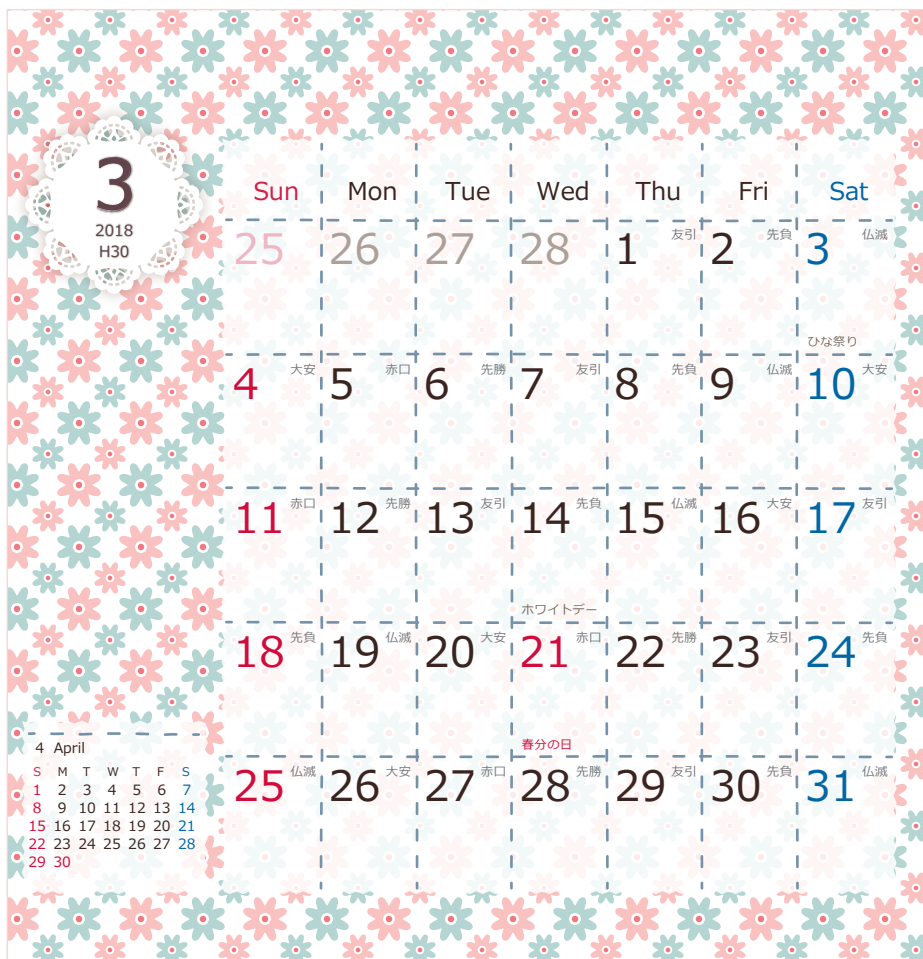 3
2018
H30
Sun Mon Tue Wed Thu Fri Sat
25 26 27 28 1 友引 2 先負 3 仏滅
ひな祭り
4 大安 5 赤口 6 先勝 7 友引 8 先負 9 仏滅 10 大安
11 赤口 12 先勝 13 友引 14 先負 15 仏滅 16 大安 17 友引
ホワイトデー
18 先負 19 仏滅 20 大安 21 赤口 22 先勝 23 友引 24 先負
春分の日
25 仏滅 26 大安 27 赤口 28 先勝 29 友引 30 先負 31 仏滅
4 April
S M T W T F S
1 2 3 4 5 6 7
8 9 10 11 12 13 14
15 16 17 18 19 20 21
22 23 24 25 26 27 28
29 30